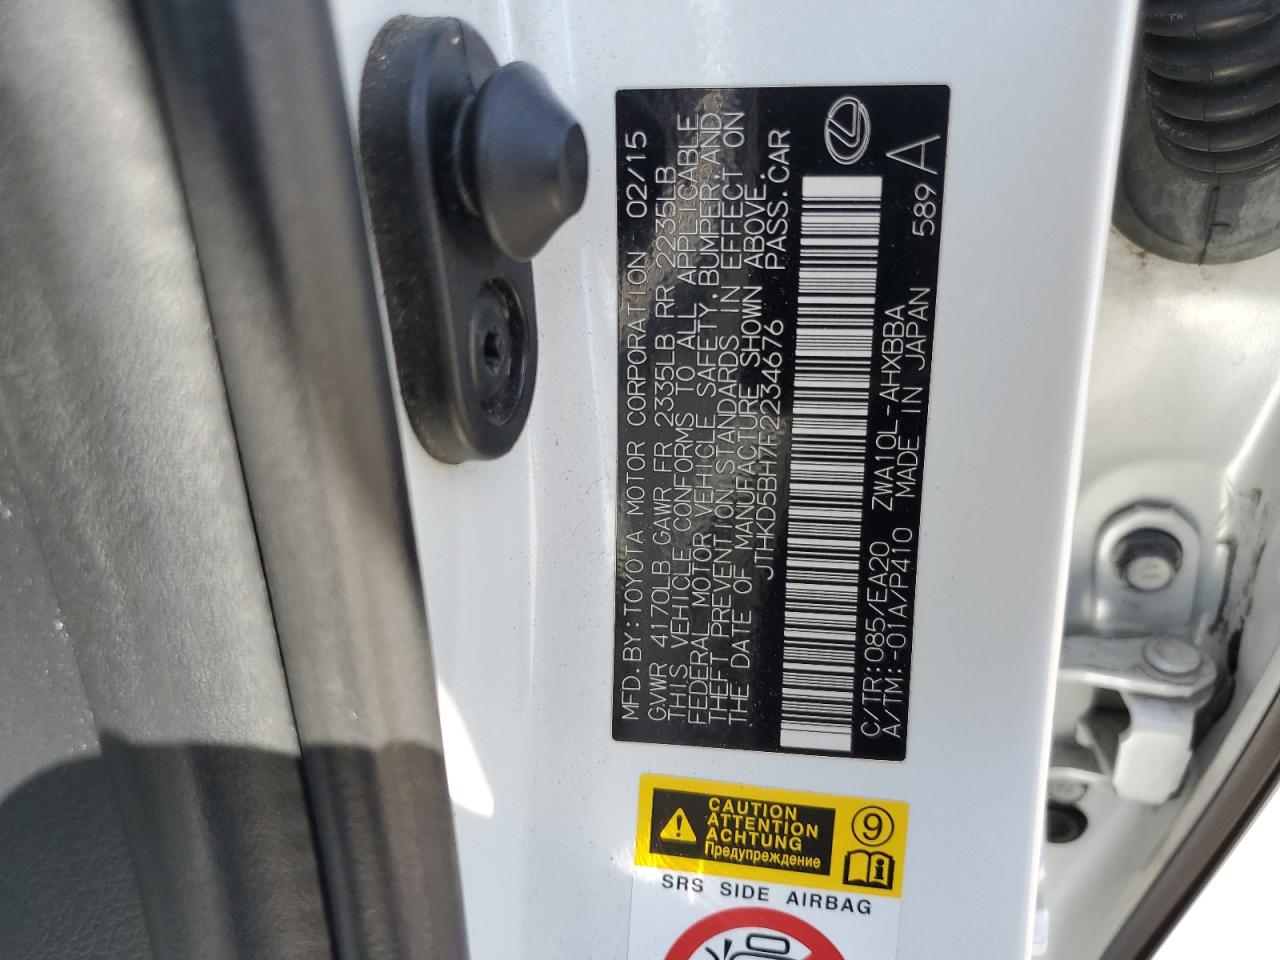 MFD.BY:TOYOTA MOTOR CORPORATION 02/15
GVWR 4170LB GAWR FR 2335LB RR 2235LB
THIS VEHICLE CONFORMS TO ALL APPLICABLE
FEDERAL MOTOR VEHICLE SAFETY,BUMPER,AND
THEFT PREVENTION STANDARDS IN EFFECT ON
THE DATE OF MANUFACTURE SHOWN ABOVE.
JTHKD5BH7F2234676 PASS.CAR
C/TR:085/EA20 ZWA10L-AHXBBA
A/TM:-01A/P410 MADE IN JAPAN 589 A
CAUTION
ATTENTION
ACHTUNG
Предупреждение
9
i
SRS SIDE AIRBAG